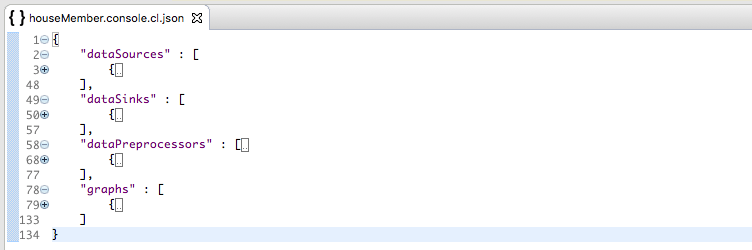 { } houseMember.console.cl.json
1 {
2 "dataSources" : [
3 {..
48 ],
49 "dataSinks" : [
50 {..
57 ],
58 "dataPreprocessors" : [..
68 {..
77 ],
78 "graphs" : [
79 {..
133 ]
134 }